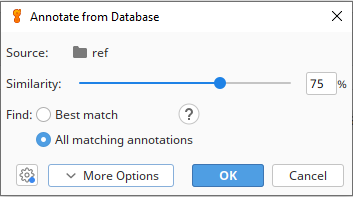 Annotate from Database
Source: ref
Similarity: 75 %
Find: Best match ?
All matching annotations
More Options OK Cancel